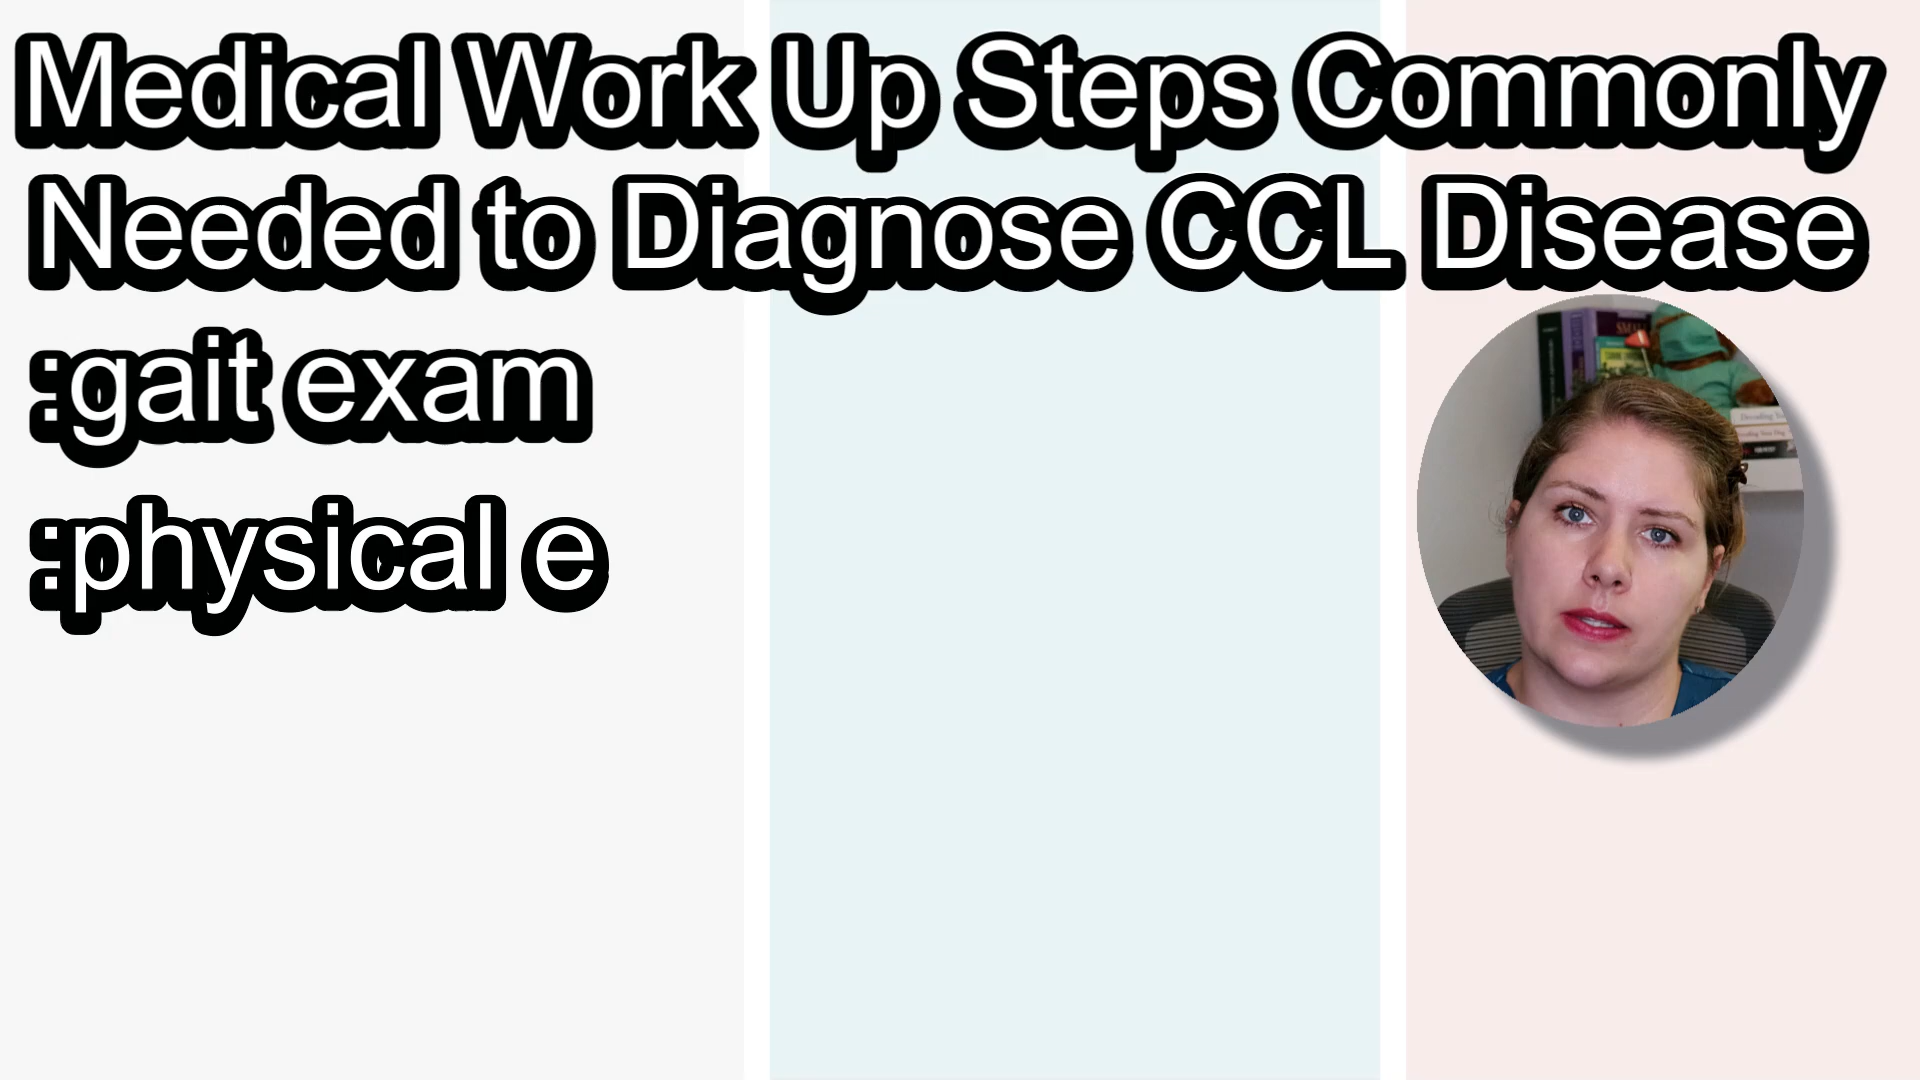 Medical Work Up Steps Commonly
Needed to Diagnose CCL Disease
:gait exam
:physical e